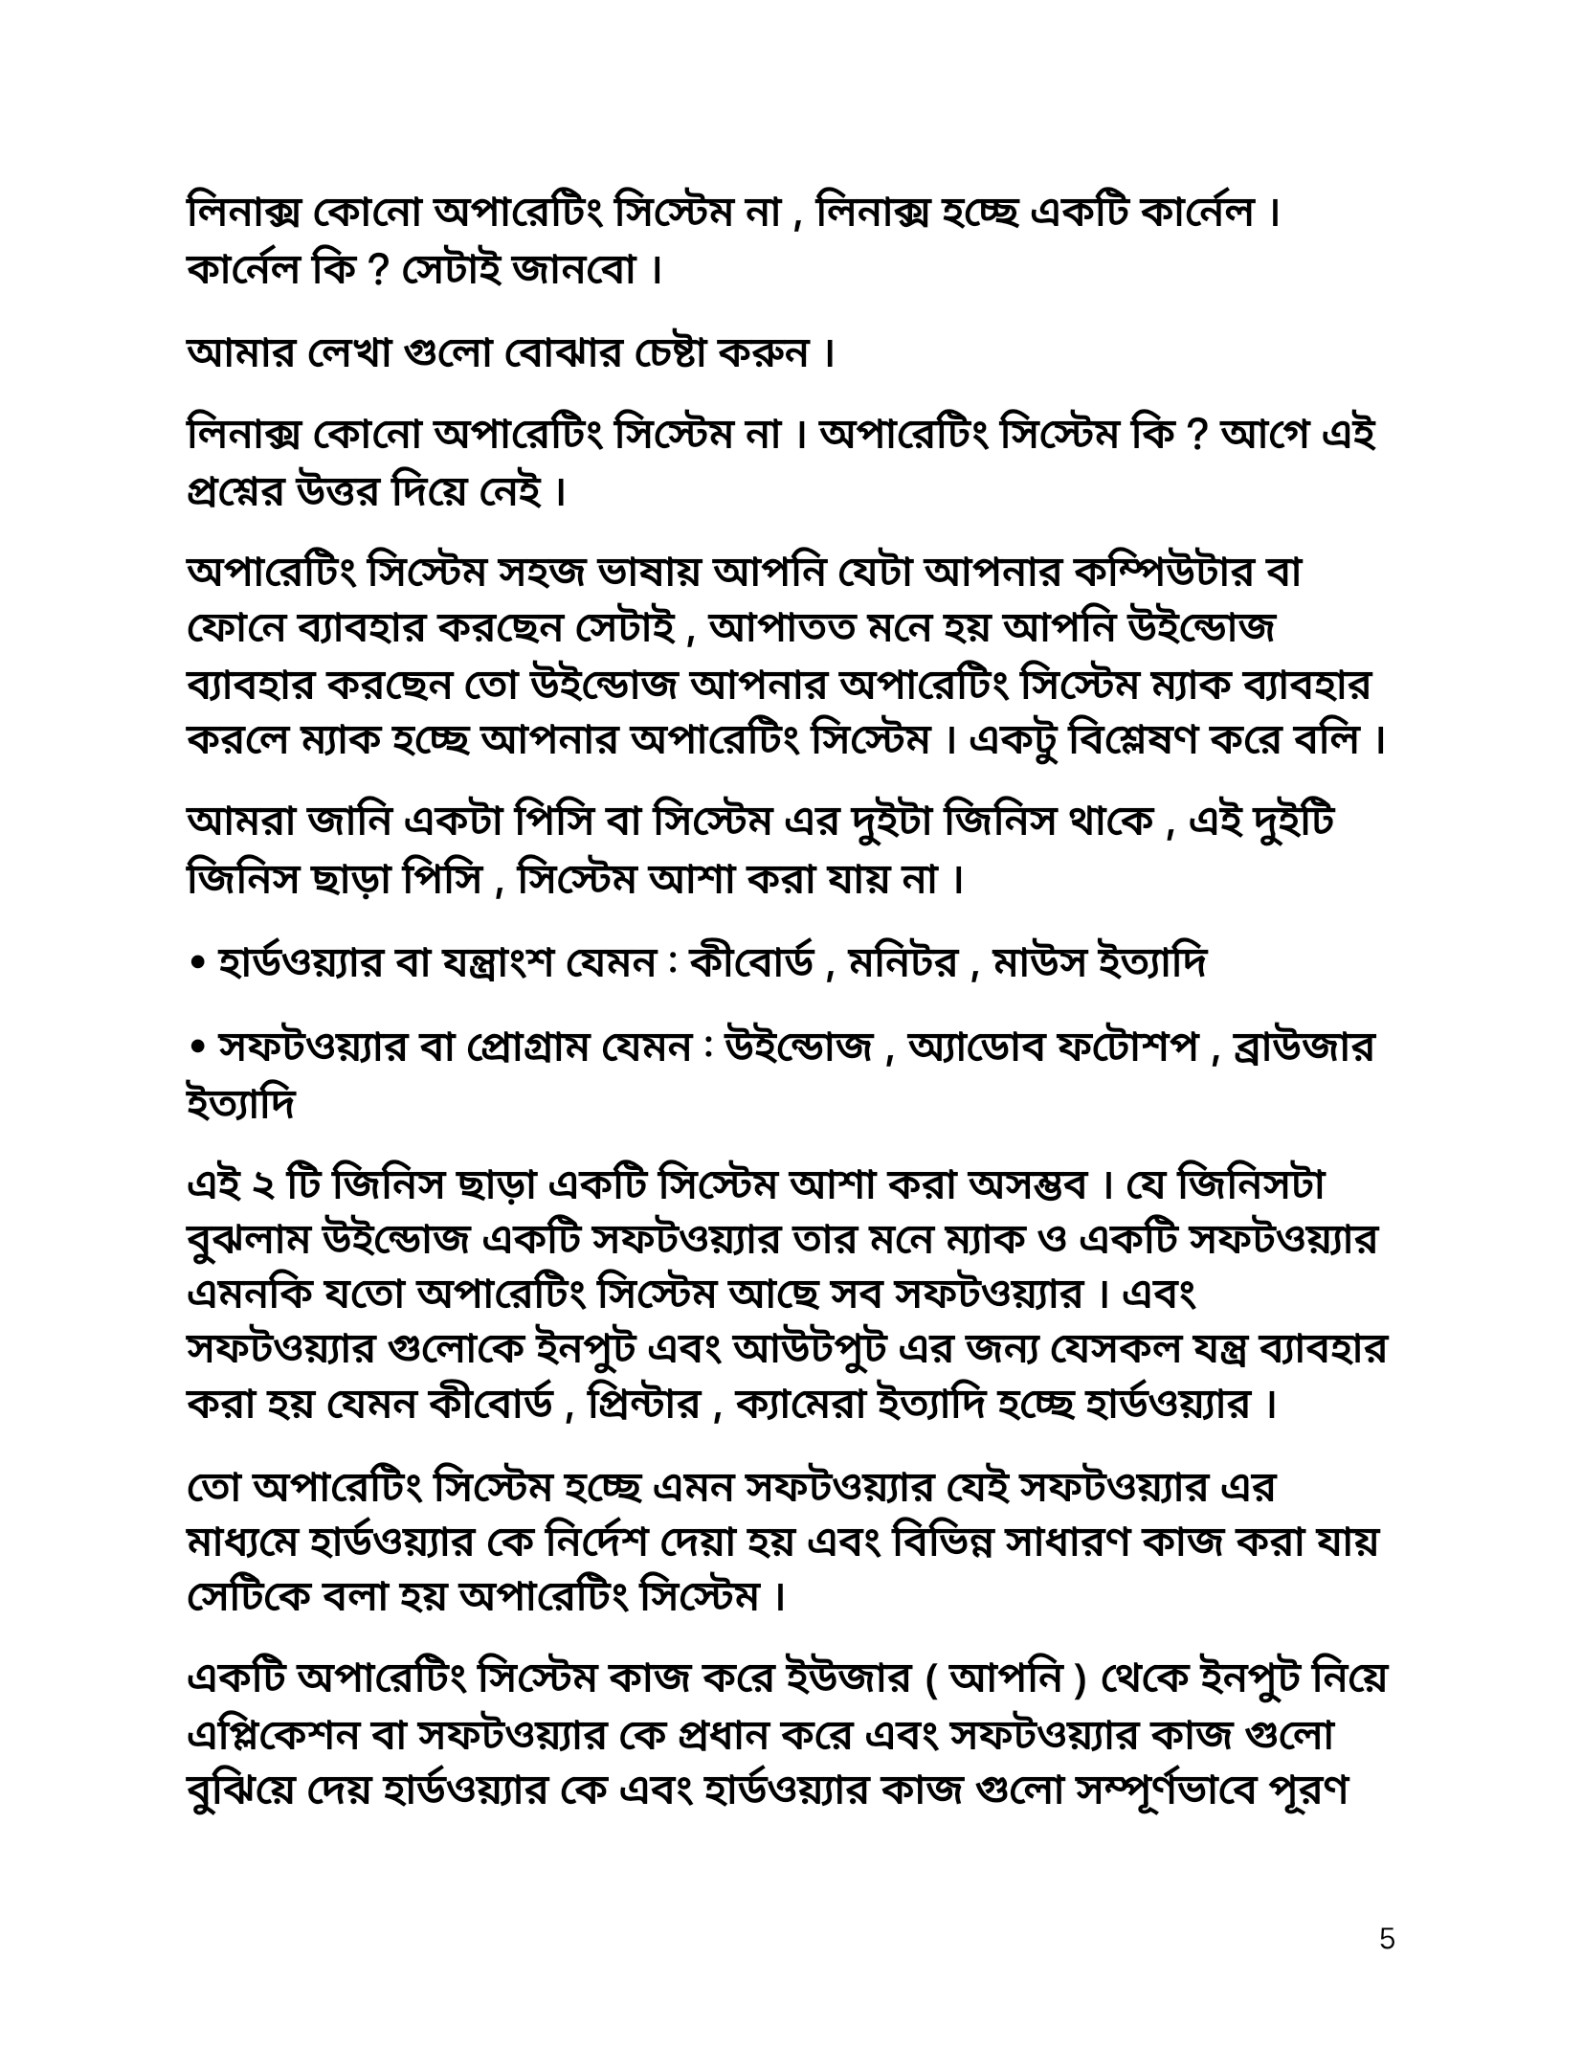 লিনাক্স কোনো অপারেটিং সিস্টেম না , লিনাক্স হচ্ছে একটি কার্নেল ।
কার্নেল কি ? সেটাই জানবো ।
আমার লেখা গুলো বোঝার চেষ্টা করুন ।
লিনাক্স কোনো অপারেটিং সিস্টেম না । অপারেটিং সিস্টেম কি ? আগে এই
প্রশ্নের উত্তর দিয়ে নেই ।
অপারেটিং সিস্টেম সহজ ভাষায় আপনি যেটা আপনার কম্পিউটার বা
ফোনে ব্যাবহার করছেন সেটাই , আপাতত মনে হয় আপনি উইন্ডোজ
ব্যাবহার করছেন তো উইন্ডোজ আপনার অপারেটিং সিস্টেম ম্যাক ব্যাবহার
করলে ম্যাক হচ্ছে আপনার অপারেটিং সিস্টেম । একটু বিশ্লেষণ করে বলি ।
আমরা জানি একটা পিসি বা সিস্টেম এর দুইটা জিনিস থাকে , এই দুইটি
জিনিস ছাড়া পিসি , সিস্টেম আশা করা যায় না ।
• হার্ডওয়্যার বা যন্ত্রাংশ যেমন : কীবোর্ড , মনিটর , মাউস ইত্যাদি
• সফটওয়্যার বা প্রোগ্রাম যেমন : উইন্ডোজ , অ্যাডোব ফটোশপ , ব্রাউজার
ইত্যাদি
এই ২ টি জিনিস ছাড়া একটি সিস্টেম আশা করা অসম্ভব । যে জিনিসটা
বুঝলাম উইন্ডোজ একটি সফটওয়্যার তার মনে ম্যাক ও একটি সফটওয়্যার
এমনকি যতো অপারেটিং সিস্টেম আছে সব সফটওয়্যার । এবং
সফটওয়্যার গুলোকে ইনপুট এবং আউটপুট এর জন্য যেসকল যন্ত্র ব্যাবহার
করা হয় যেমন কীবোর্ড , প্রিন্টার , ক্যামেরা ইত্যাদি হচ্ছে হার্ডওয়্যার ।
তো অপারেটিং সিস্টেম হচ্ছে এমন সফটওয়্যার যেই সফটওয়্যার এর
মাধ্যমে হার্ডওয়্যার কে নির্দেশ দেয়া হয় এবং বিভিন্ন সাধারণ কাজ করা যায়
সেটিকে বলা হয় অপারেটিং সিস্টেম ।
একটি অপারেটিং সিস্টেম কাজ করে ইউজার ( আপনি ) থেকে ইনপুট নিয়ে
এপ্লিকেশন বা সফটওয়্যার কে প্রধান করে এবং সফটওয়্যার কাজ গুলো
বুঝিয়ে দেয় হার্ডওয়্যার কে এবং হার্ডওয়্যার কাজ গুলো সম্পূর্ণভাবে পূরণ
5